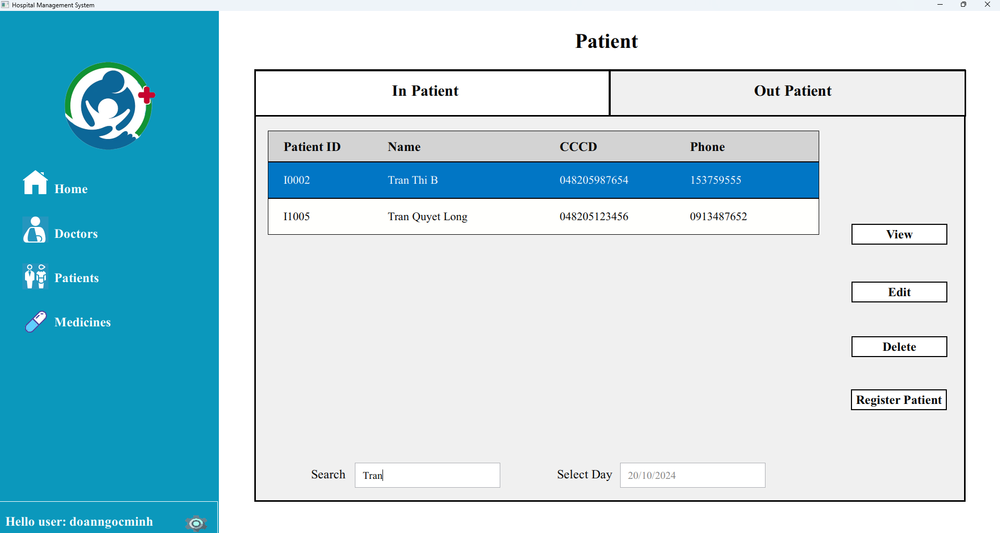 Hospital Management System
Patient
In Patient
Out Patient
Patient ID Name CCCD Phone
I0002 Tran Thi B 048205987654 153759555
I1005 Tran Quyet Long 048205123456 0913487652
Home
Doctors
Patients
Medicines
View
Edit
Delete
Register Patient
Search Tran
Select Day 20/10/2024
Hello user: doanngocminh